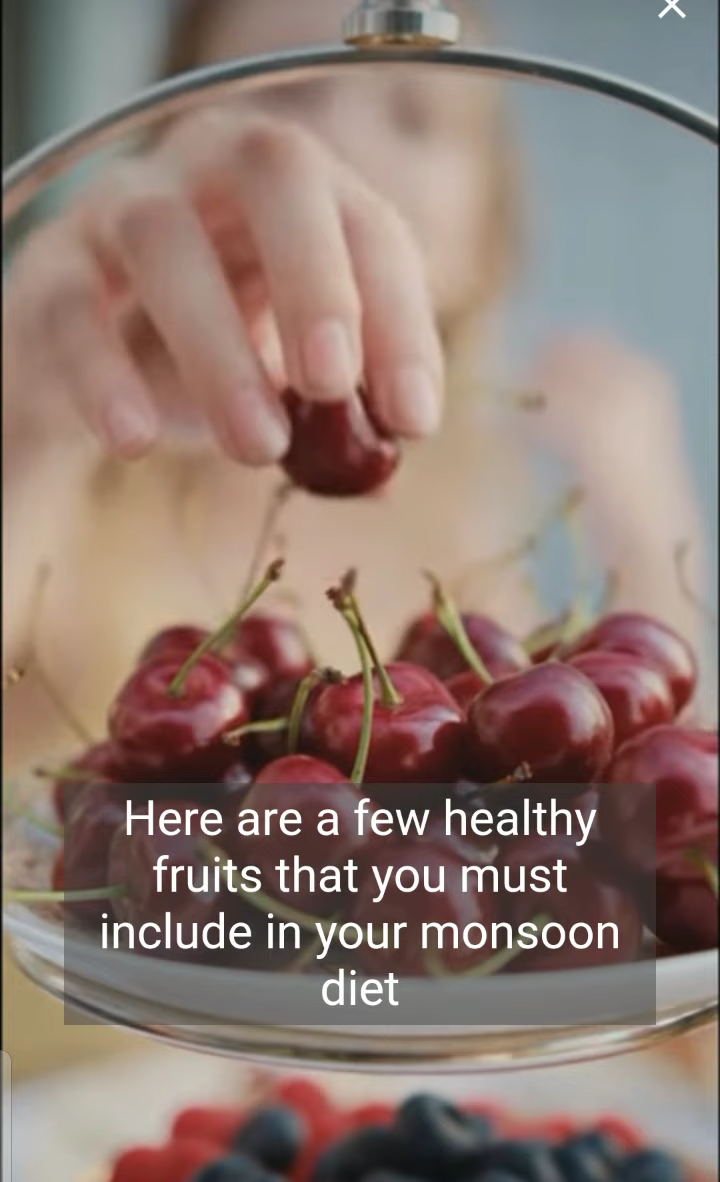 Here are a few healthy
fruits that you must
include in your monsoon
diet